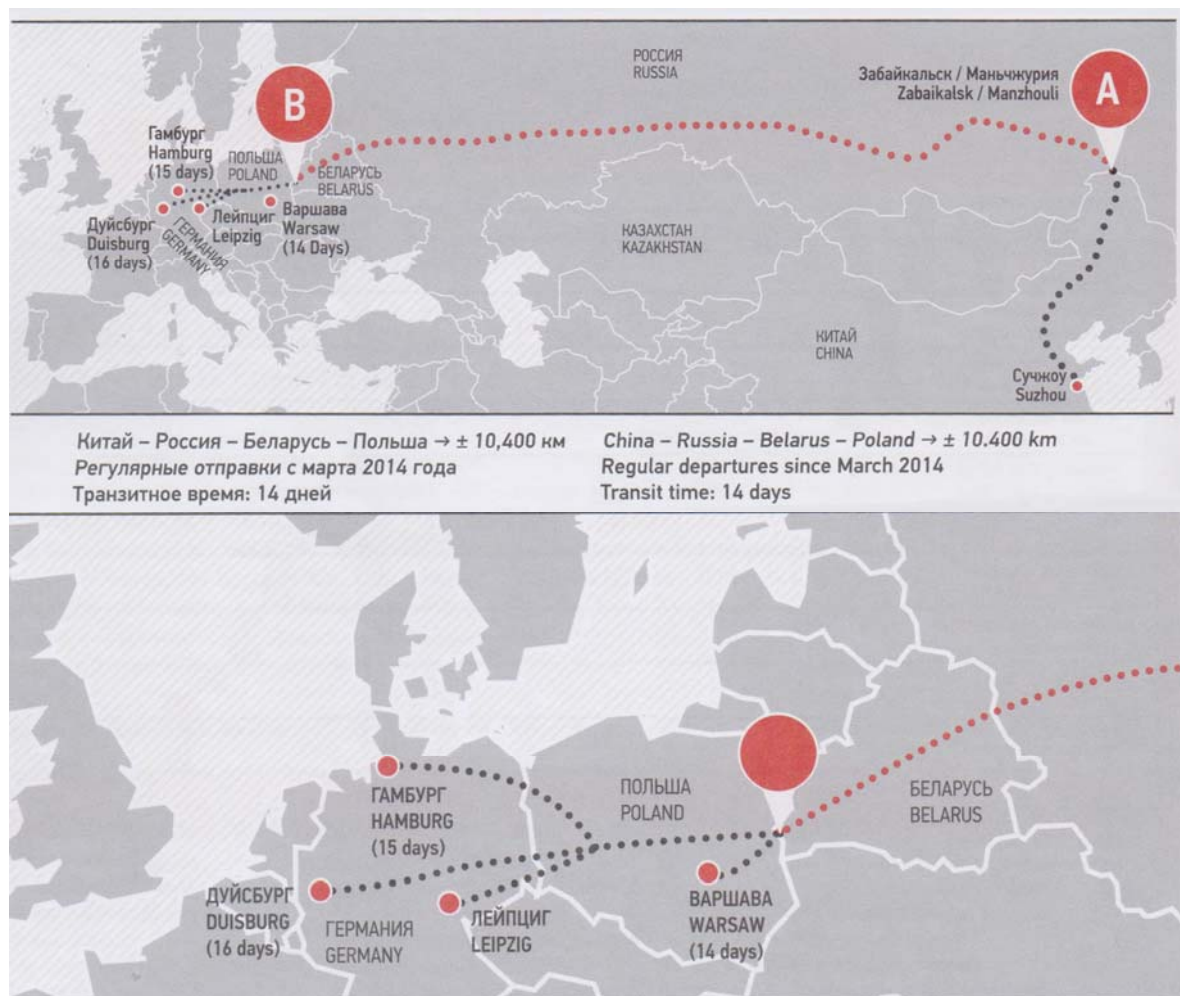 РОССИЯ
RUSSIA
Забайкальск / Маньчжурия
Zabaikalsk / Manzhouli
A
B
Гамбург
Hamburg
(15 days)
ПОЛЬША
POLAND
БЕЛАРУСЬ
BELARUS
Дуйсбург
Duisburg
(16 days)
ГЕРМАНИЯ
GERMANY
Лейпциг
Leipzig
Варшава
Warsaw
(14 Days)
КАЗАХСТАН
KAZAKHSTAN
КИТАЙ
CHINA
Сучжоу
Suzhou
Китай – Россия – Беларусь – Польша → ± 10,400 км
Регулярные отправки с марта 2014 года
Транзитное время: 14 дней
China – Russia – Belarus – Poland → ± 10.400 km
Regular departures since March 2014
Transit time: 14 days
ГАМБУРГ
HAMBURG
(15 days)
ПОЛЬША
POLAND
БЕЛАРУСЬ
BELARUS
ДУЙСБУРГ
DUISBURG
(16 days)
ГЕРМАНИЯ
GERMANY
ЛЕЙПЦИГ
LEIPZIG
ВАРШАВА
WARSAW
(14 days)